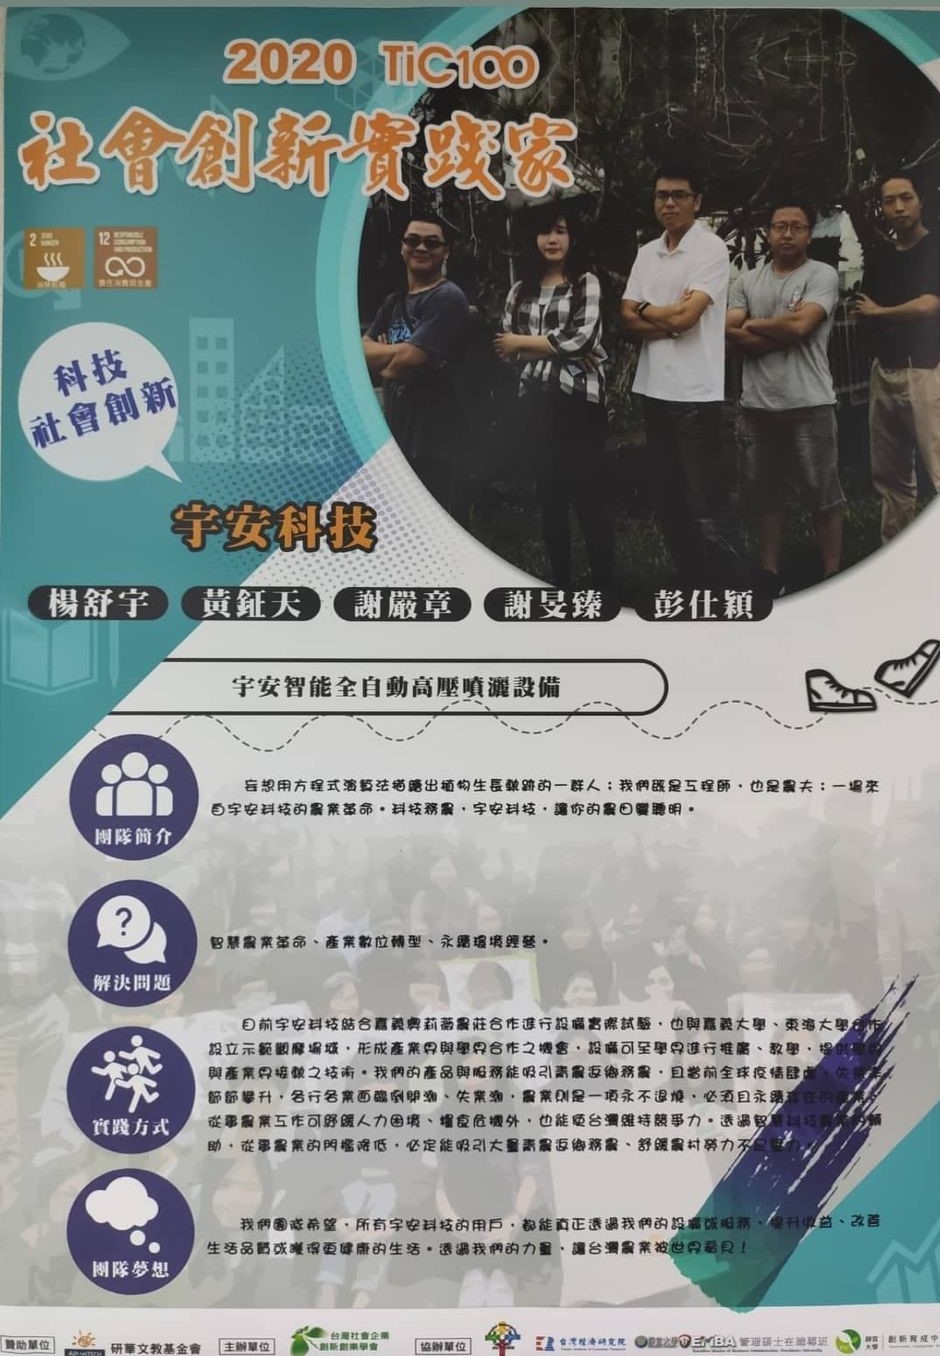 2020 TiC100
社會創新實踐家
2 ZERO HUNGER
12 RESPONSIBLE CONSUMPTION AND PRODUCTION
責任消費與生產
科技
社會創新
宇安科技
楊舒宇 黃鉦天 謝嚴章 謝旻臻 彭仕穎
宇安智能全自動高壓噴灑設備
妄想用方程式演算法描繪出植物生長軌跡的一群人；我們既是工程師，也是農夫；一場來
自宇安科技的農業革命。科技務農，宇安科技，讓你的農田變聰明。
團隊簡介
智慧農業革命、產業數位轉型、永續環境經營。
解決問題
目前宇安科技結合嘉義興莿薇農莊合作進行設備實際試驗，也與嘉義大學、東海大學合作
設立示範觀摩場域，形成產業界與學界合作之機會，設備可至學界進行推廣、教學，提供
與產業界接軌之技術。我們的產品與服務能吸引青農返鄉務農，且當前全球疫情肆虐，失業率
節節攀升，各行各業面臨倒閉潮、失業潮，農業則是一項永不退燒，必須且永續存在的
從事農業工作可舒緩人力困境、糧食危機外，也能使台灣維持競爭力。透過智慧科技農業的輔
助，從事農業的門檻降低，必定能吸引大量青農返鄉務農、舒緩農村勞力不足壓力。
實踐方式
我們團隊希望，所有宇安科技的用戶，都能真正透過我們的設備或服務，提升收益、改善
生活品質或獲得更健康的生活。透過我們的力量，讓台灣農業被世界看見！
團隊夢想
贊助單位 ADVANTECH 研華文教基金會 主辦單位 台灣社會企業創新創業學會 協辦單位 台灣經濟研究院 EMBA 管理碩士在職專班 靜宜大學 創新育成中